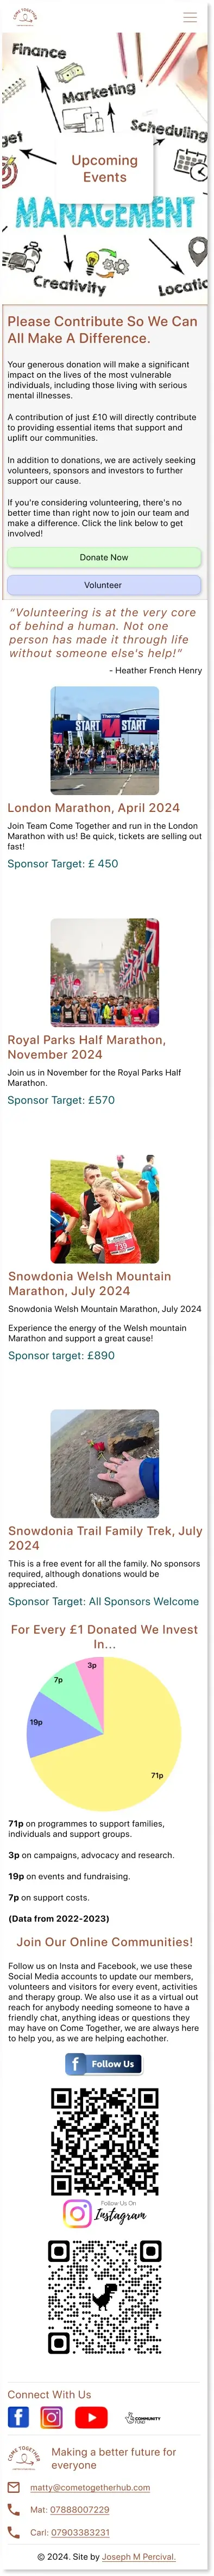 COME TOGETHER
Finance
Marketing
Scheduling
get
Upcoming
Events
MANAGEMENT
Creativity
Locatio
Please Contribute So We Can
All Make A Difference.
Your generous donation will make a significant
impact on the lives of the most vulnerable
individuals, including those living with serious
mental illnesses.
A contribution of just £10 will directly contribute
to providing essential items that support and
uplift our communities.
In addition to donations, we are actively seeking
volunteers, sponsors and investors to further
support our cause.
If you're considering volunteering, there's no
better time than right now to join our team and
make a difference. Click the link below to get
involved!
Donate Now
Volunteer
“Volunteering is at the very core
of behind a human. Not one
person has made it through life
without someone else's help!”
- Heather French Henry
START
START
London Marathon, April 2024
Join Team Come Together and run in the London
Marathon with us! Be quick, tickets are selling out
fast!
Sponsor Target: £ 450
Royal Parks Half Marathon,
November 2024
Join us in November for the Royal Parks Half
Marathon.
Sponsor Target: £570
Snowdonia Welsh Mountain
Marathon, July 2024
Snowdonia Welsh Mountain Marathon, July 2024
Experience the energy of the Welsh mountain
Marathon and support a great cause!
Sponsor target: £890
Snowdonia Trail Family Trek, July
2024
This is a free event for all the family. No sponsors
required, although donations would be
appreciated.
Sponsor Target: All Sponsors Welcome
For Every £1 Donated We Invest
In...
3p
7p
19p
71p
71p on programmes to support families,
individuals and support groups.
3p on campaigns, advocacy and research.
19p on events and fundraising.
7p on support costs.
(Data from 2022-2023)
Join Our Online Communities!
Follow us on Insta and Facebook, we use these
Social Media accounts to update our members,
volunteers and visitors for every event, activities
and therapy group. We also use it as a virtual out
reach for anybody needing someone to have a
friendly chat, anything ideas or questions they
may have on Come Together, we are always here
to help you, as we are helping eachother.
f Follow Us
Follow Us On
Instagram
Connect With Us
COMMUNITY
FUND
COME TOGETHER
Making a better future for
everyone
matty@cometogetherhub.com
Mat: 07888007229
Carl: 07903383231
© 2024. Site by Joseph M Percival.